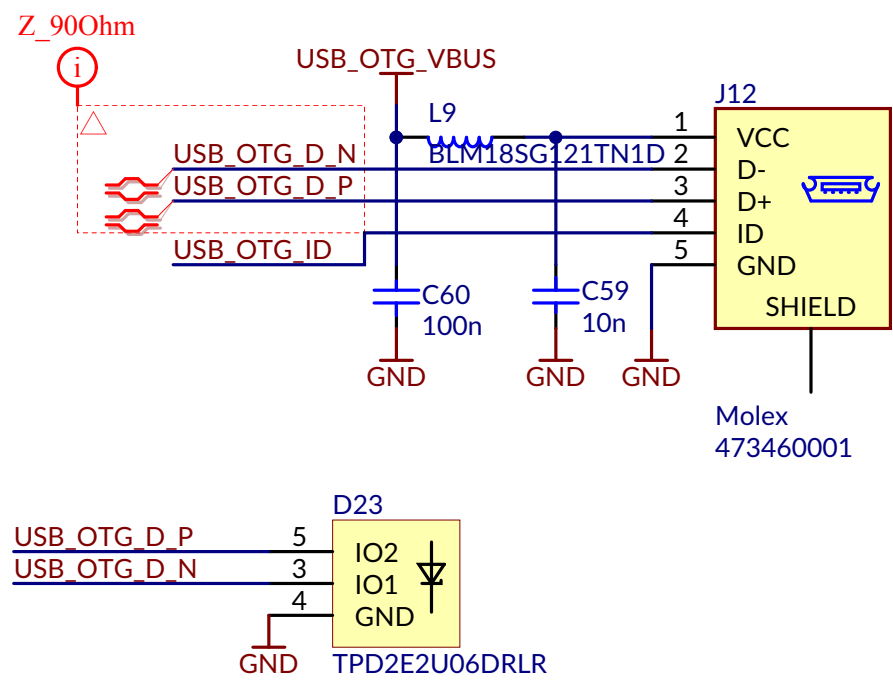 Z_90Ohm
i
USB_OTG_VBUS
J12
L9
BLM18SG121TN1D
1
VCC
USB_OTG_D_N
2
D-
USB_OTG_D_P
3
D+
4
ID
USB_OTG_ID
5
GND
C60
100n
C59
10n
SHIELD
GND
GND
GND
Molex
473460001
D23
USB_OTG_D_P
5
IO2
USB_OTG_D_N
3
IO1
4
GND
GND
TPD2E2U06DRLR